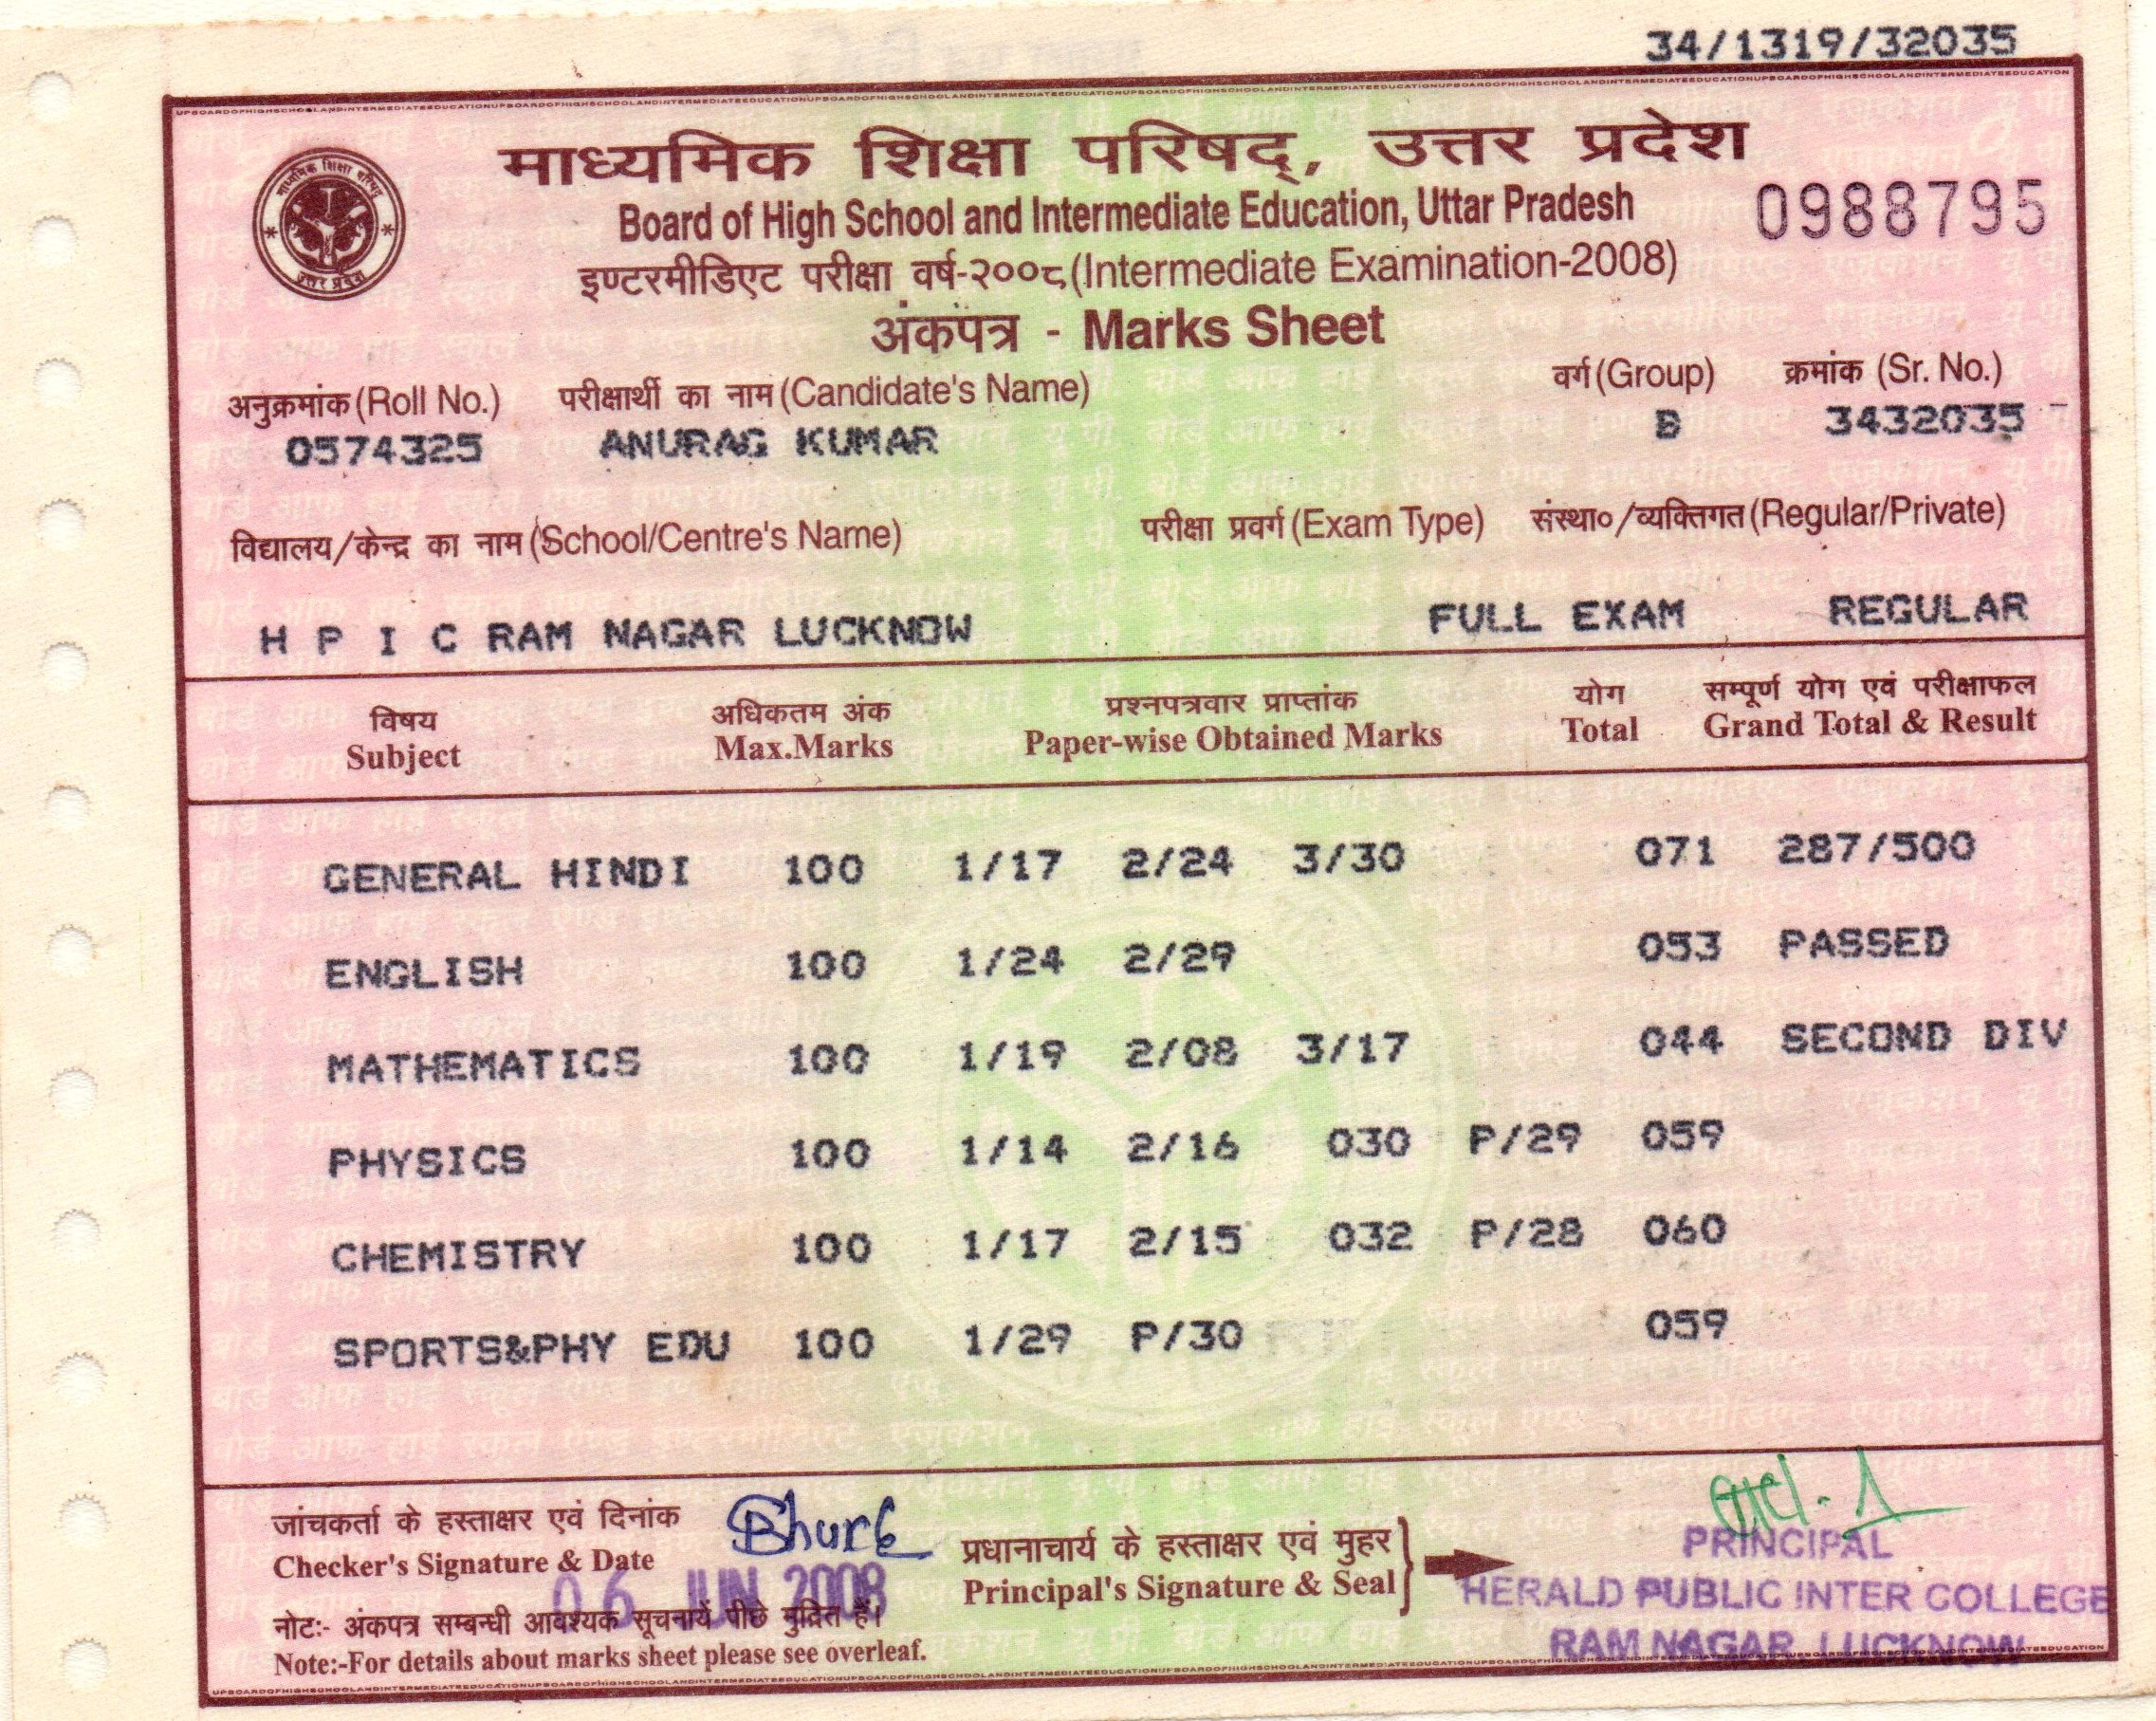 34/1319/32035
माध्यमिक शिक्षा परिषद्, उत्तर प्रदेश
Board of High School and Intermediate Education, Uttar Pradesh
0988795
इण्टरमीडिएट परीक्षा वर्ष-२००८ (Intermediate Examination-2008)
अंकपत्र - Marks Sheet
माध्यमिक शिक्षा परिषद
उत्तर प्रदेश
अनुक्रमांक (Roll No.) परीक्षार्थी का नाम (Candidate's Name) वर्ग (Group) क्रमांक (Sr. No.)
0574325 ANURAG KUMAR B 3432035
विद्यालय/केन्द्र का नाम (School/Centre's Name) परीक्षा प्रवर्ग (Exam Type) संस्था०/व्यक्तिगत (Regular/Private)
H P I C RAM NAGAR LUCKNOW FULL EXAM REGULAR
विषय अधिकतम अंक प्रश्नपत्रवार प्राप्तांक योग सम्पूर्ण योग एवं परीक्षाफल
Subject Max.Marks Paper-wise Obtained Marks Total Grand Total & Result
GENERAL HINDI 100 1/17 2/24 3/30 071 287/500
ENGLISH 100 1/24 2/29 053 PASSED
MATHEMATICS 100 1/19 2/08 3/17 044 SECOND DIV
PHYSICS 100 1/14 2/16 030 P/29 059
CHEMISTRY 100 1/17 2/15 032 P/28 060
SPORTS&PHY EDU 100 1/29 P/30 059
जांचकर्ता के हस्ताक्षर एवं दिनांक
Checker's Signature & Date
06 JUN 2008
प्रधानाचार्य के हस्ताक्षर एवं मुहर
Principal's Signature & Seal
PRINCIPAL
HERALD PUBLIC INTER COLLEGE
RAM NAGAR, LUCKNOW
नोट:- अंकपत्र सम्बन्धी आवश्यक सूचनायें पीछे मुद्रित हैं।
Note:-For details about marks sheet please see overleaf.